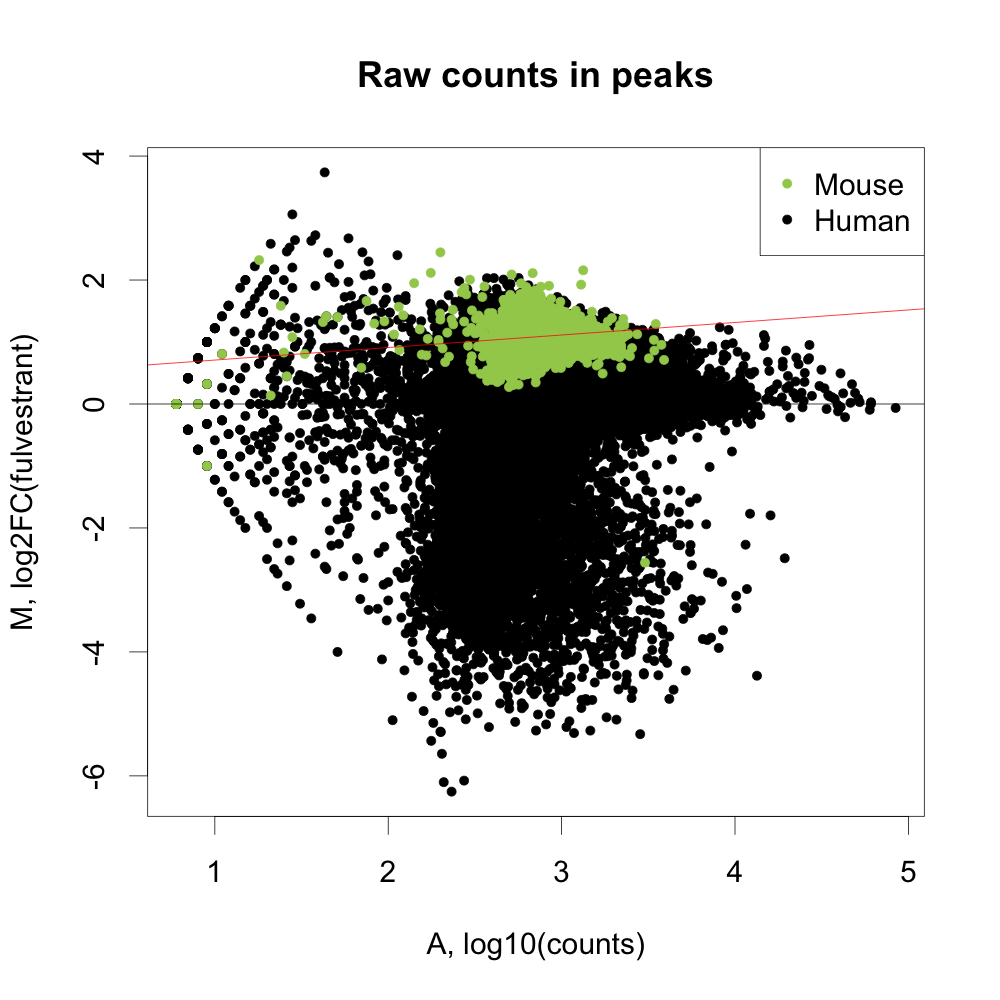 Raw counts in peaks
Mouse
Human
4
2
0
-2
-4
-6
M, log2FC(fulvestrant)
1 2 3 4 5
A, log10(counts)